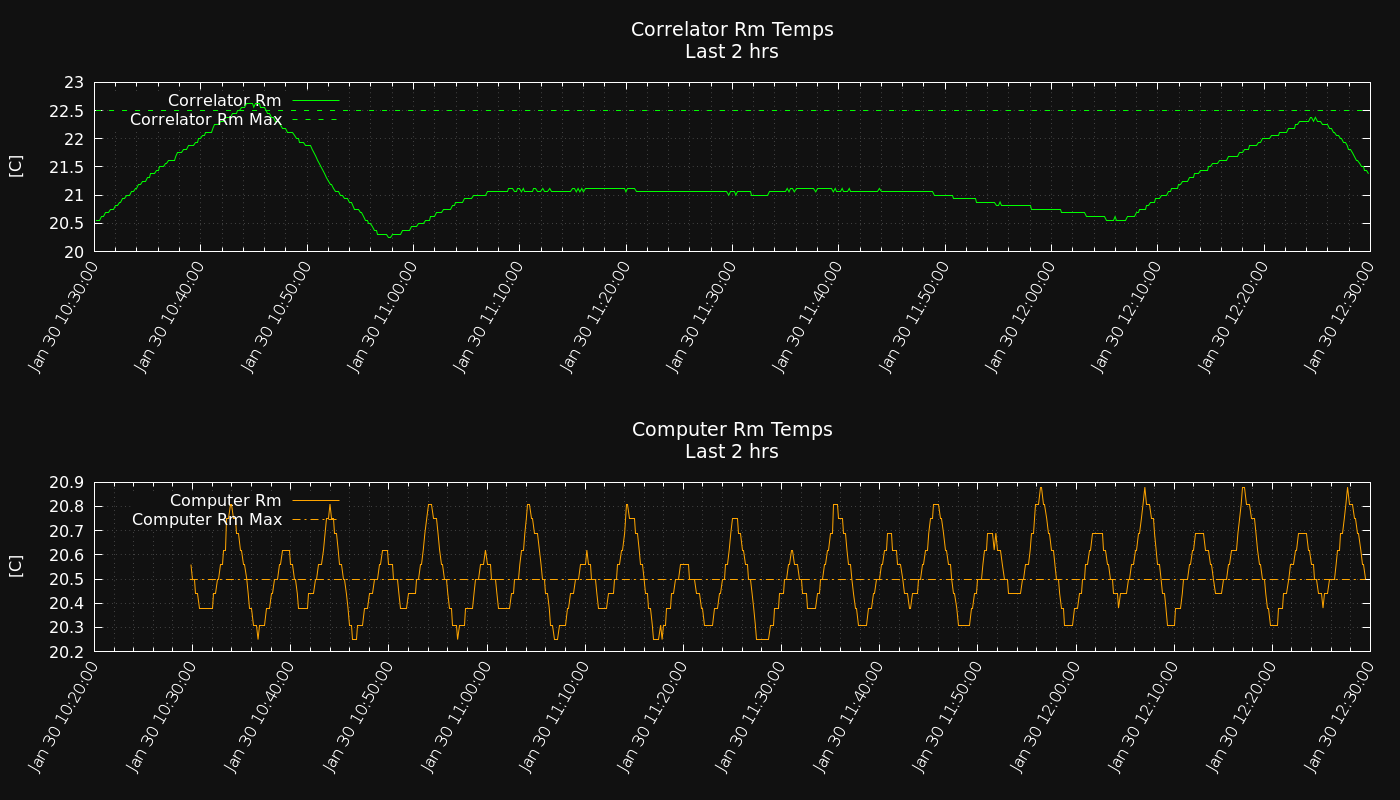 Correlator Rm Temps
Last 2 hrs
23
22.5
22
21.5
21
20.5
20
[C]
Correlator Rm
Correlator Rm Max
Jan 30 10:30:00
Jan 30 10:40:00
Jan 30 10:50:00
Jan 30 11:00:00
Jan 30 11:10:00
Jan 30 11:20:00
Jan 30 11:30:00
Jan 30 11:40:00
Jan 30 11:50:00
Jan 30 12:00:00
Jan 30 12:10:00
Jan 30 12:20:00
Jan 30 12:30:00
Computer Rm Temps
Last 2 hrs
20.9
20.8
20.7
20.6
20.5
20.4
20.3
20.2
[C]
Computer Rm
Computer Rm Max
Jan 30 10:20:00
Jan 30 10:30:00
Jan 30 10:40:00
Jan 30 10:50:00
Jan 30 11:00:00
Jan 30 11:10:00
Jan 30 11:20:00
Jan 30 11:30:00
Jan 30 11:40:00
Jan 30 11:50:00
Jan 30 12:00:00
Jan 30 12:10:00
Jan 30 12:20:00
Jan 30 12:30:00